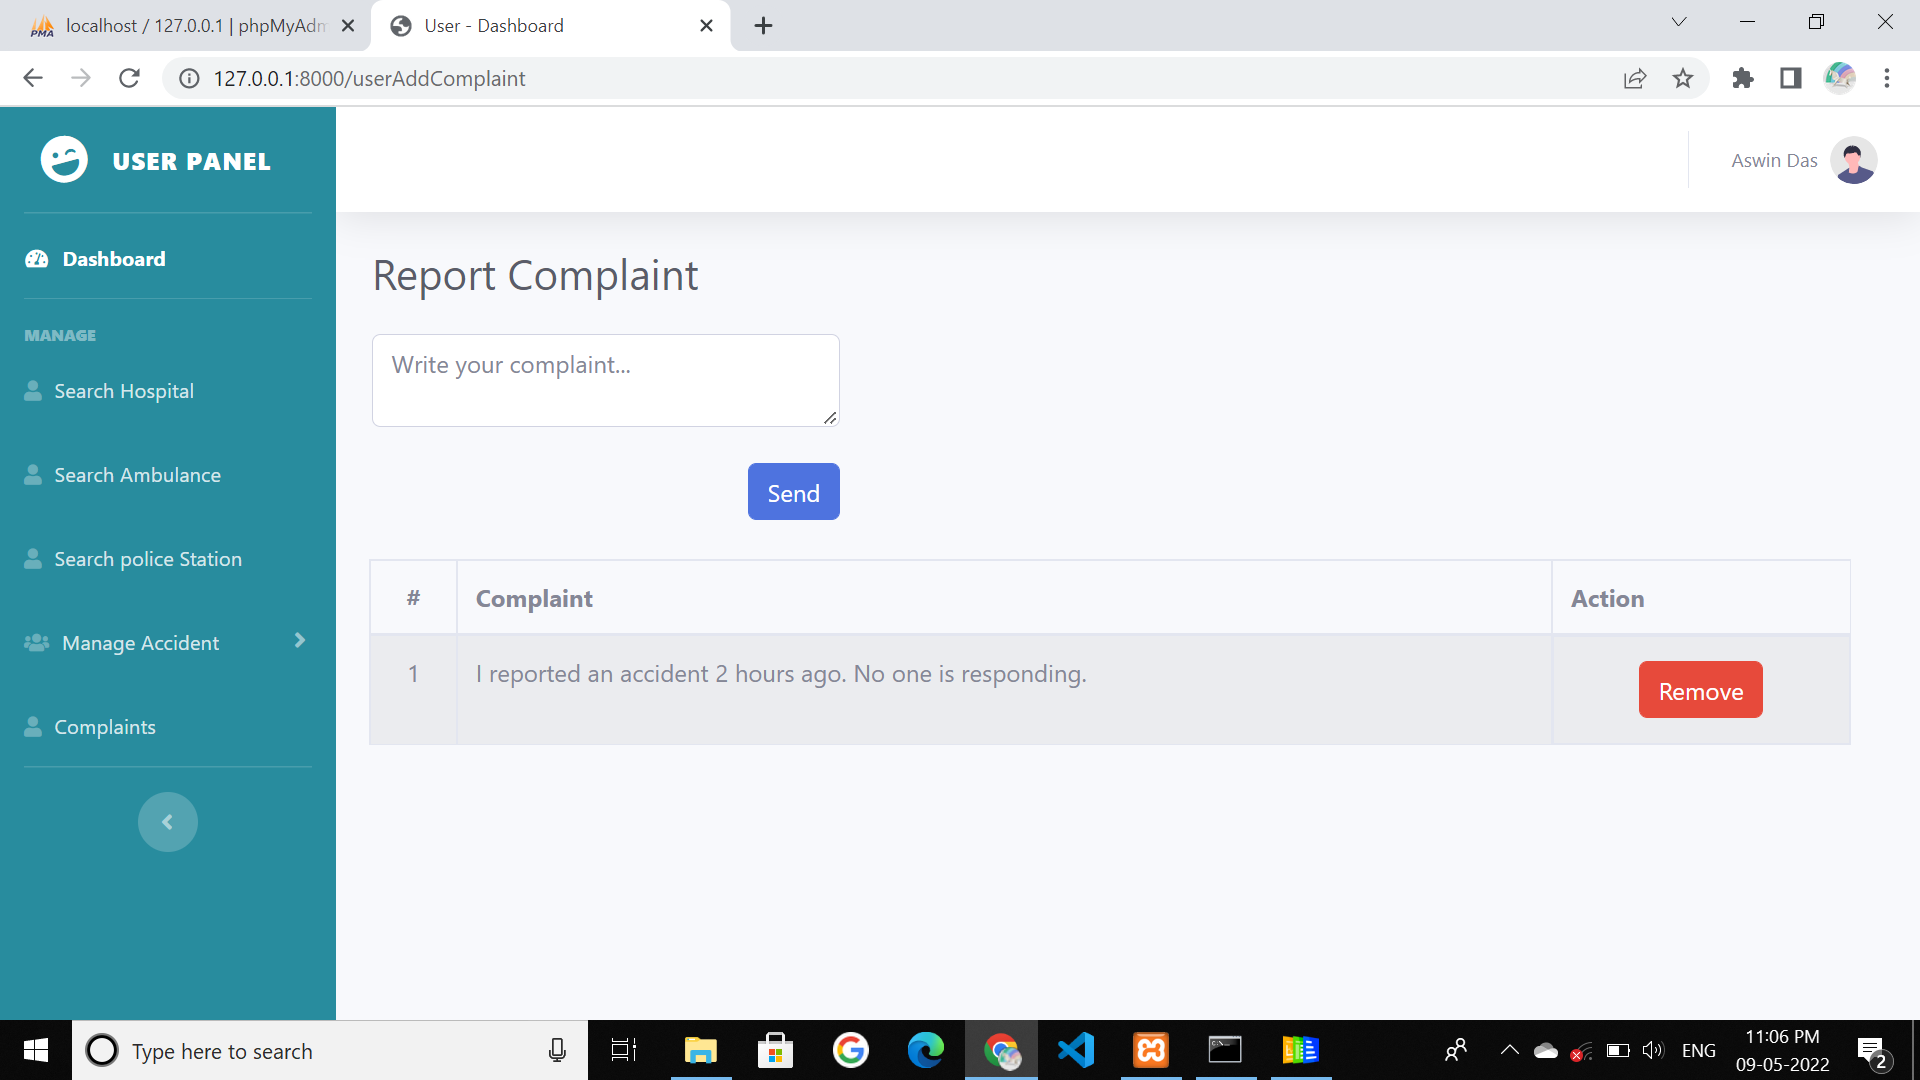 localhost / 127.0.0.1 | phpMyAdm
User - Dashboard
127.0.0.1:8000/userAddComplaint
USER PANEL
Aswin Das
Dashboard
MANAGE
Search Hospital
Search Ambulance
Search police Station
Manage Accident
Complaints
Report Complaint
Write your complaint...
Send
# Complaint Action
1 I reported an accident 2 hours ago. No one is responding. Remove
Type here to search
ENG
11:06 PM
09-05-2022
2
PMA